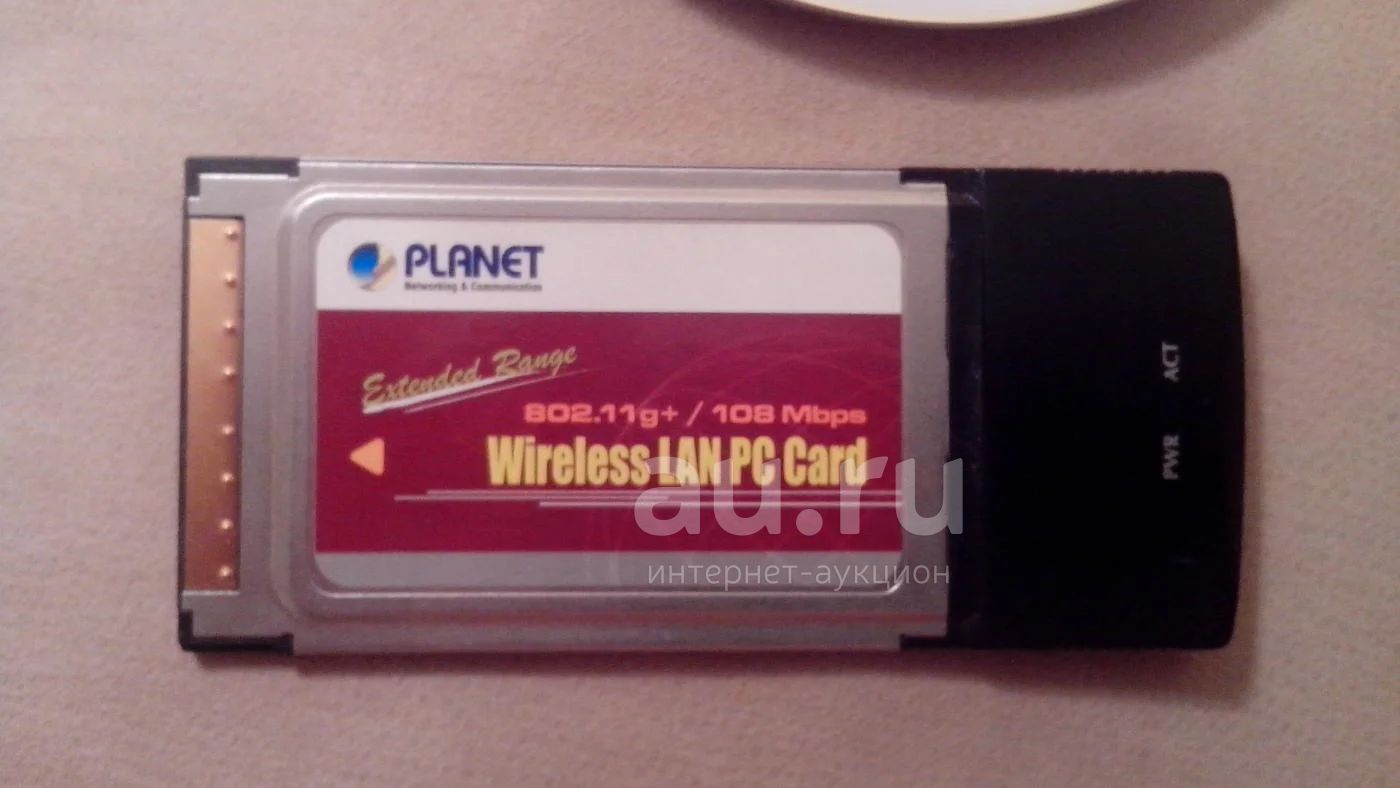 PLANET
Networking & Communication
Extended Range
802.11g+ / 108 Mbps
Wireless LAN PC Card
au.ru
интернет-аукцион
ACT
PWR